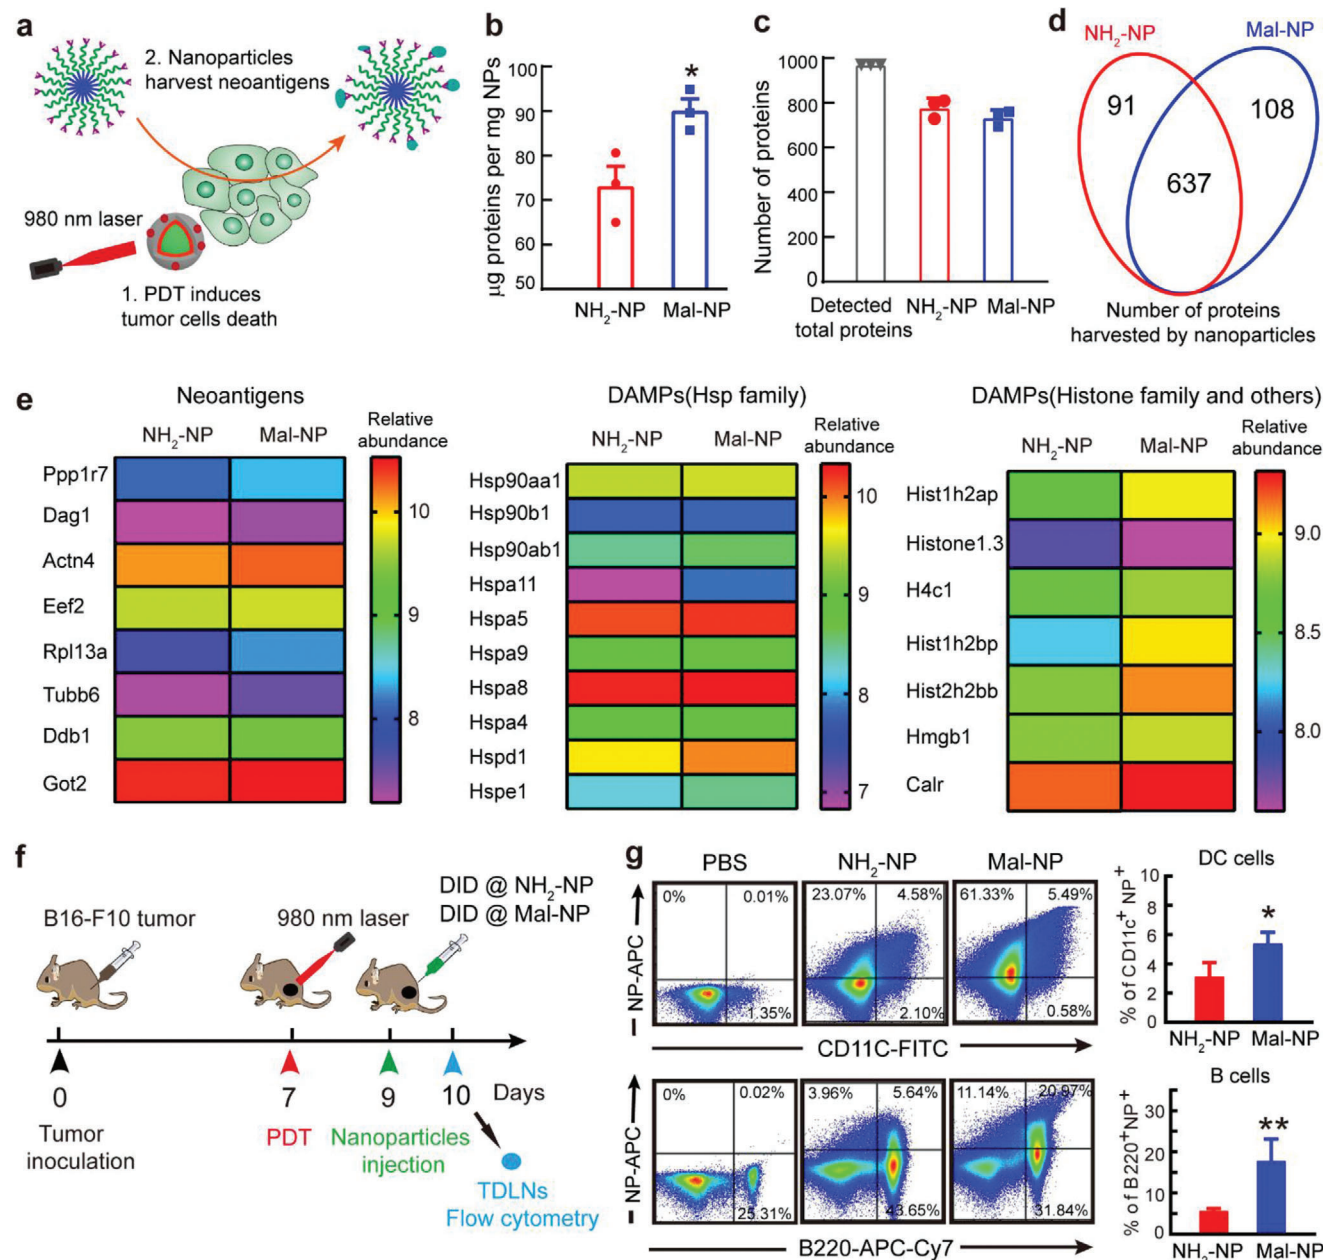 a
2. Nanoparticles
harvest neoantigens
980 nm laser
1. PDT induces
tumor cells death
b
μg proteins per mg NPs
100
90
80
70
60
50
*
NH2-NP
Mal-NP
c
Number of proteins
1000
800
600
400
200
0
Detected
total proteins
NH2-NP
Mal-NP
d
NH2-NP
Mal-NP
91
108
637
Number of proteins
harvested by nanoparticles
e
Neoantigens
NH2-NP
Mal-NP
Relative
abundance
Ppp1r7
Dag1
Actn4
Eef2
Rpl13a
Tubb6
Ddb1
Got2
10
9
8
DAMPs(Hsp family)
NH2-NP
Mal-NP
Relative
abundance
Hsp90aa1
Hsp90b1
Hsp90ab1
Hspa11
Hspa5
Hspa9
Hspa8
Hspa4
Hspd1
Hspe1
10
9
8
7
DAMPs(Histone family and others)
NH2-NP
Mal-NP
Relative
abundance
Hist1h2ap
Histone1.3
H4c1
Hist1h2bp
Hist2h2bb
Hmgb1
Calr
9.0
8.5
8.0
f
B16-F10 tumor
980 nm laser
DID @ NH2-NP
DID @ Mal-NP
0
7
9
10
Days
Tumor
inoculation
PDT
Nanoparticles
injection
TDLNs
Flow cytometry
g
PBS
NH2-NP
Mal-NP
NP-APC
0%
0.01%
1.35%
23.07%
4.58%
2.10%
61.33%
5.49%
0.58%
CD11C-FITC
DC cells
% of CD11c+ NP+
10
8
6
4
2
0
*
NH2-NP
Mal-NP
NP-APC
0%
0.02%
25.31%
3.96%
5.64%
43.65%
11.14%
20.97%
31.84%
B220-APC-Cy7
B cells
% of B220+NP+
30
20
10
0
**
NH2-NP
Mal-NP